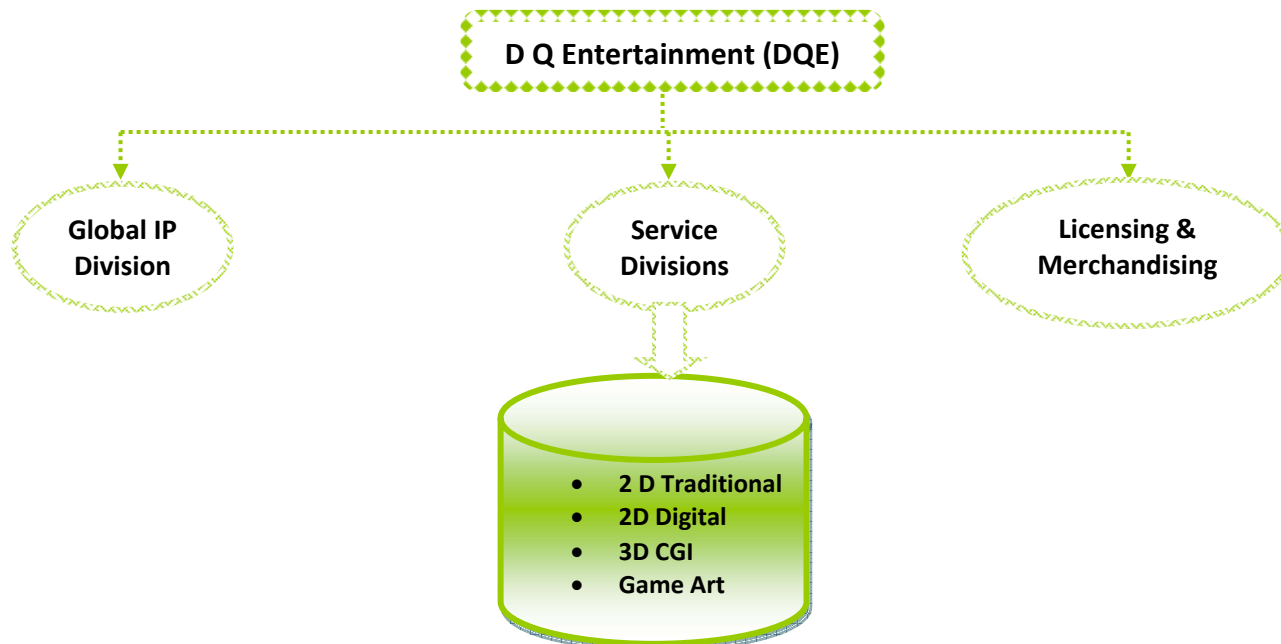 D Q Entertainment (DQE)
Global IP
Division
Service
Divisions
Licensing &
Merchandising
• 2 D Traditional
• 2D Digital
• 3D CGI
• Game Art